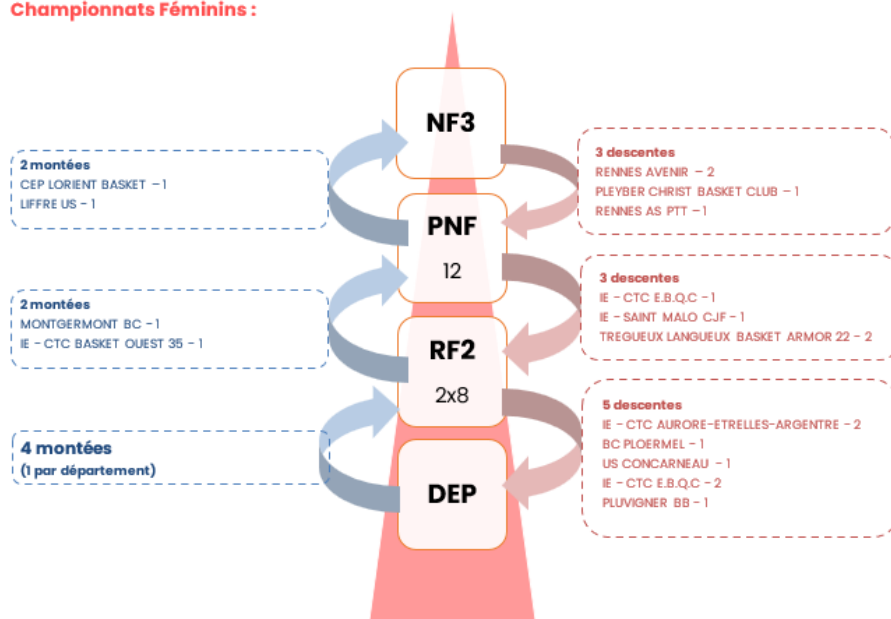 Championnats Féminins :
NF3
2 montées
CEP LORIENT BASKET – 1
LIFFRE US - 1
3 descentes
RENNES AVENIR – 2
PLEYBER CHRIST BASKET CLUB – 1
RENNES AS PTT – 1
PNF
12
2 montées
MONTGERMONT BC - 1
IE - CTC BASKET OUEST 35 - 1
3 descentes
IE - CTC E.B.Q.C - 1
IE - SAINT MALO CJF - 1
TREGUEUX LANGUEUX BASKET ARMOR 22 - 2
RF2
2x8
4 montées
(1 par département)
5 descentes
IE - CTC AURORE-ETRELLES-ARGENTRE - 2
BC PLOERMEL - 1
US CONCARNEAU - 1
IE - CTC E.B.Q.C - 2
PLUVIGNER BB - 1
DEP